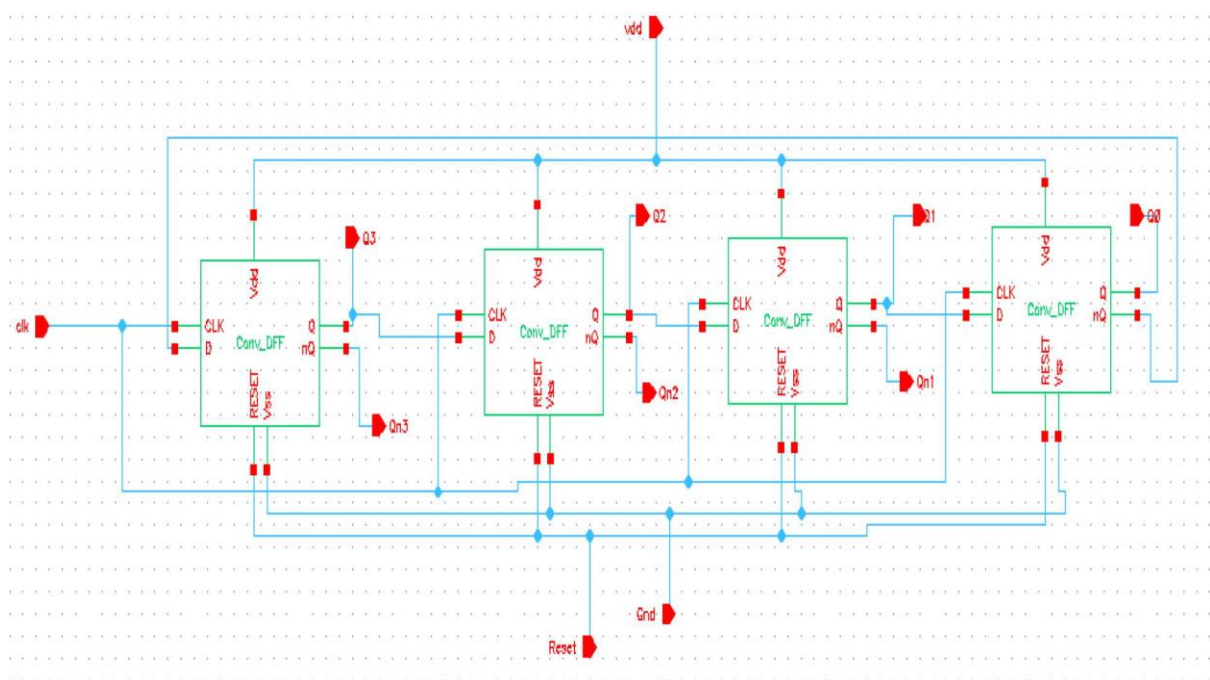 vdd
Q3
Q2
Q1
Q0
clk
Vdd
CLK
D
Conv_DFF
Q
nQ
RESET
Vss
Qn3
Vdd
CLK
D
Conv_DFF
Q
nQ
RESET
Vss
Qn2
Vdd
CLK
D
Conv_DFF
Q
nQ
RESET
Vss
Qn1
Vdd
CLK
D
Conv_DFF
Q
nQ
RESET
Vss
Gnd
Reset